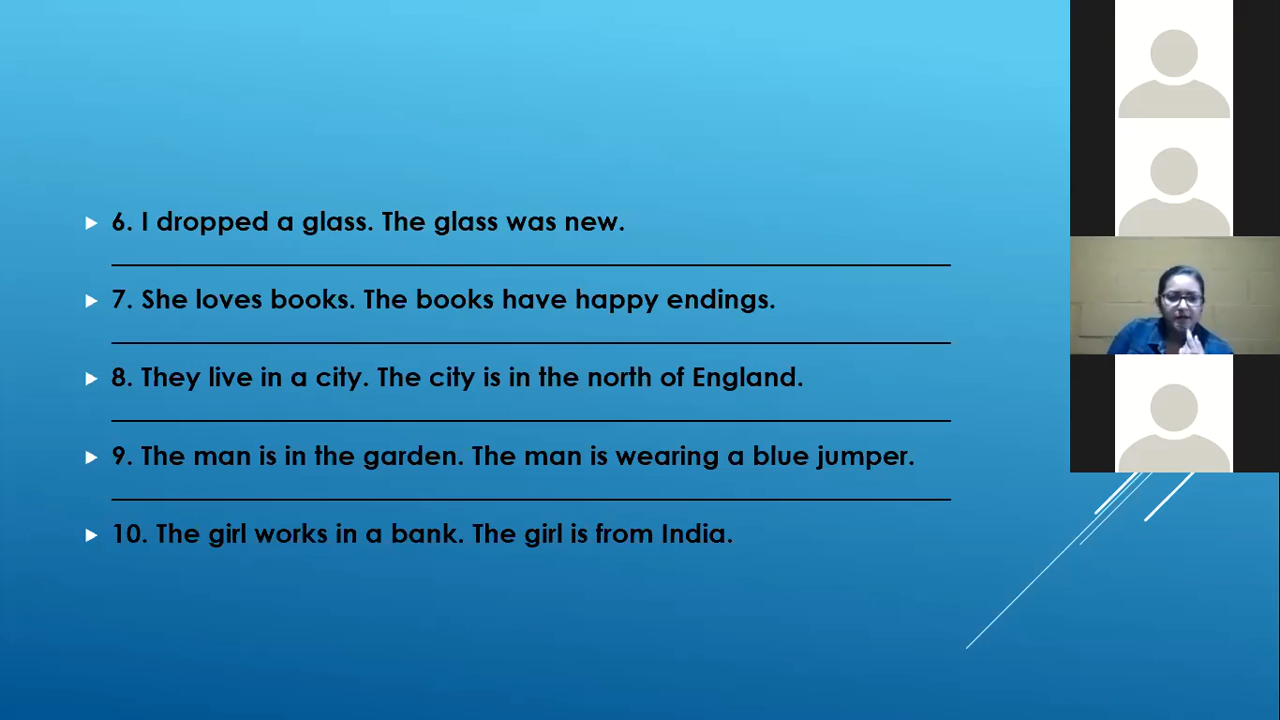 6. I dropped a glass. The glass was new.
7. She loves books. The books have happy endings.
8. They live in a city. The city is in the north of England.
9. The man is in the garden. The man is wearing a blue jumper.
10. The girl works in a bank. The girl is from India.